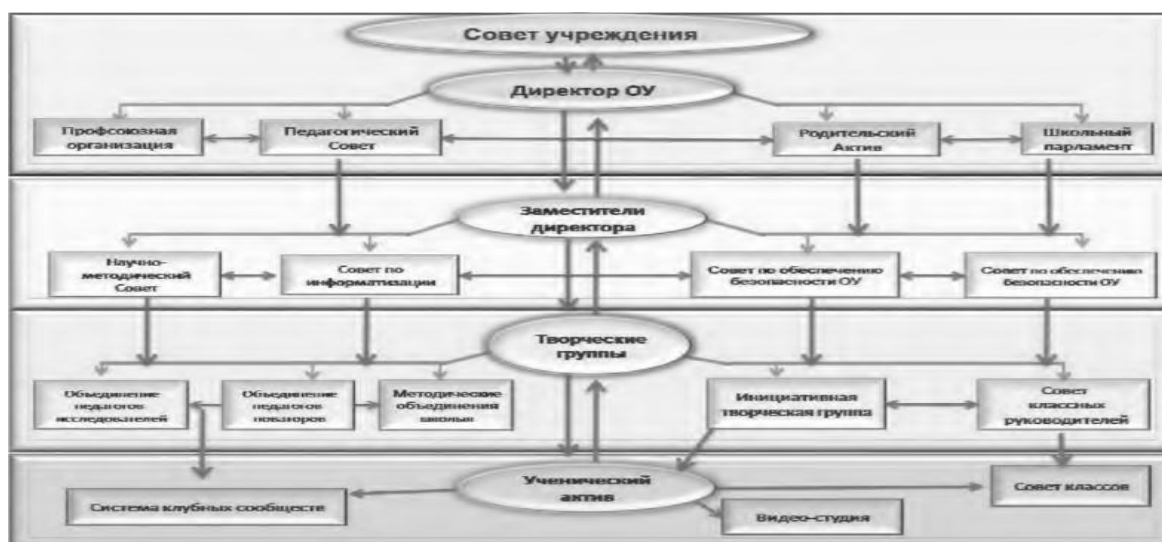 Совет учреждения
Директор ОУ
Профсоюзная
организация
Педагогический
Совет
Родительский
Актив
Школьный
парламент
Заместители
директора
Научно-
методический
Совет
Совет по
информатизации
Совет по обеспечению
безопасности ОУ
Совет по обеспечению
безопасности ОУ
Творческие
группы
Объединение
педагогов
исследователей
Объединение
педагогов
новаторов
Методические
объединения
школы
Инициативная
творческая группа
Совет
классных
руководителей
Ученический
актив
Система клубных сообществ
Видео-студия
Совет классов